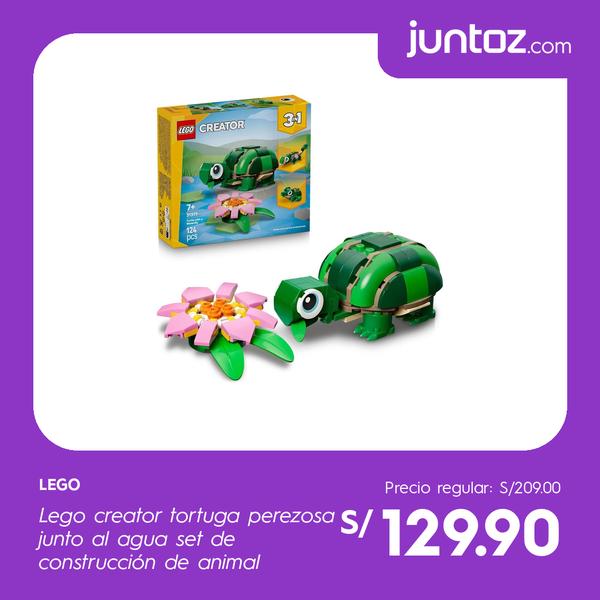 juntoz.com
LEGO CREATOR
3in1
7+
124
pcs
LEGO
Precio regular: S/209.00
Lego creator tortuga perezosa
junto al agua set de
construcción de animal
S/129.90